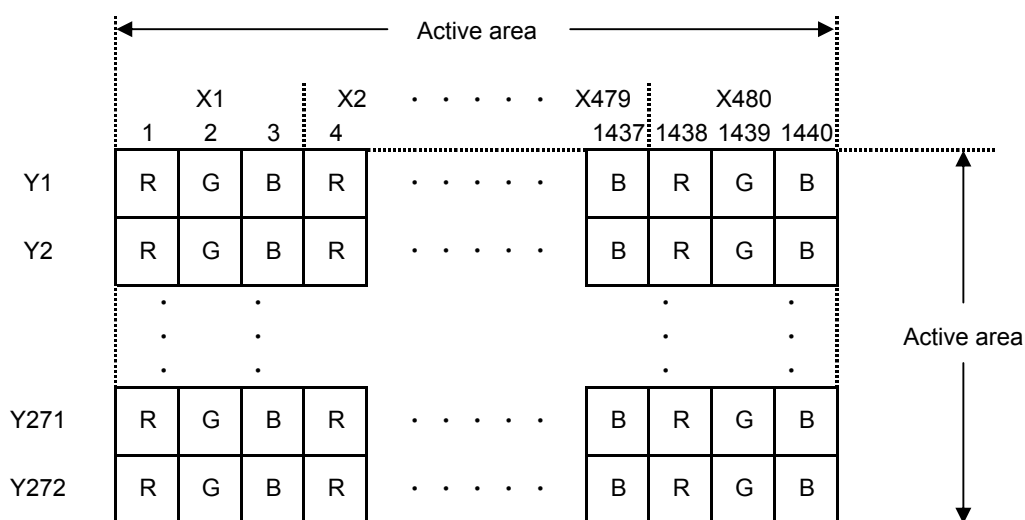 Active area
X1 X2 · · · · · X479 X480
1 2 3 4 1437 1438 1439 1440
Y1 R G B R · · · · · B R G B
Y2 R G B R · · · · · B R G B
Active area
Y271 R G B R · · · · · B R G B
Y272 R G B R · · · · · B R G B